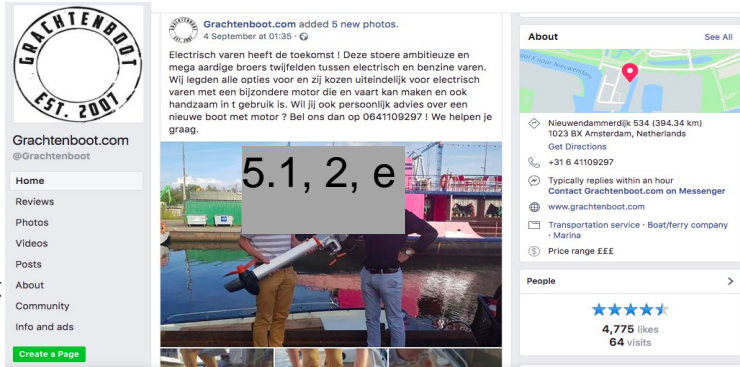 GRACHTENBOOT
EST. 2007
Grachtenboot.com
@Grachtenboot
Home
Reviews
Photos
Videos
Posts
About
Community
Info and ads
Create a Page
Grachtenboot.com added 5 new photos.
4 September at 01:35 ·
Electrisch varen heeft de toekomst ! Deze stoere ambitieuze en
mega aardige broers twijfelden tussen electrisch en benzine varen.
Wij legden alle opties voor en zij kozen uiteindelijk voor electrisch
varen met een bijzondere motor die en vaart kan maken en ook
handzaam in t gebruik is. Wil jij ook persoonlijk advies over een
nieuwe boot met motor ? Bel ons dan op 0641109297 ! We helpen je
graag.
5.1, 2, e
About
See All
Nieuwendammerdijk 534 (394.34 km)
1023 BX Amsterdam, Netherlands
Get Directions
+31 6 41109297
Typically replies within an hour
Contact Grachtenboot.com on Messenger
www.grachtenboot.com
Transportation service · Boat/ferry company
· Marina
Price range £££
People
4,775 likes
64 visits